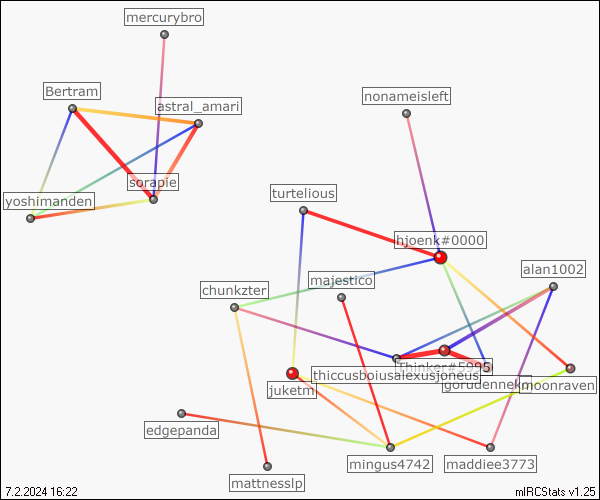 mercurybro
Bertram
nonameisleft
astral_amari
sorapie
yoshimanden
turtelious
hjoenk#0000
alan1002
majestico
chunkzter
Thinker#5995
thiccusboiusalexusjoneus
gorudennekm
moonraven
juketm
edgepanda
mingus4742
maddiee3773
mattnesslp
7.2.2024 16:22
mIRCStats v1.25